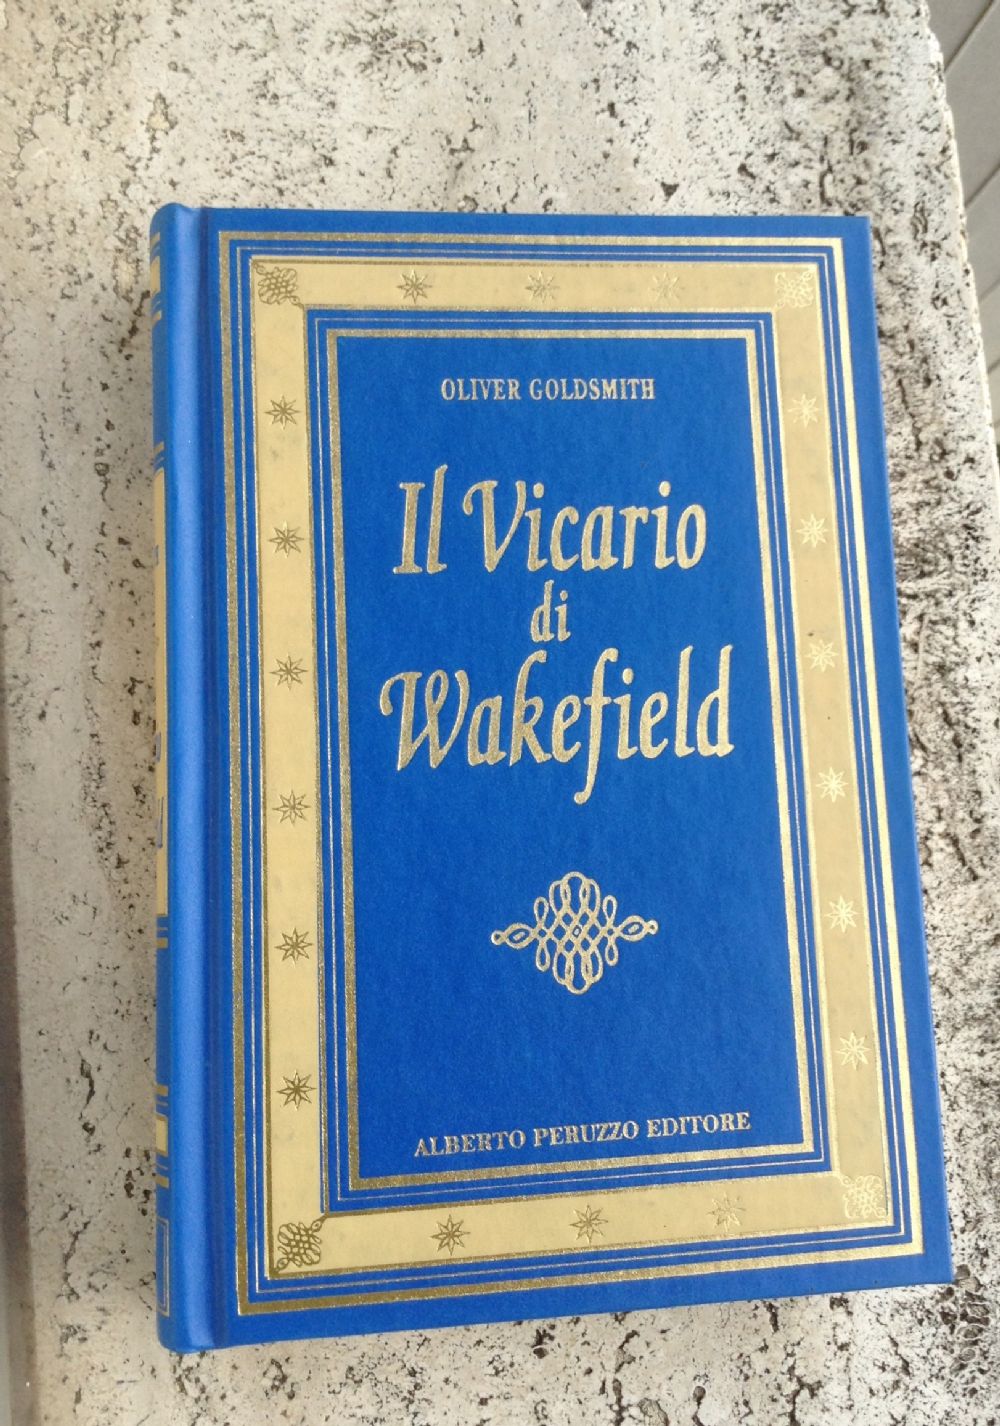 OLIVER GOLDSMITH
Il Vicario
di
Wakefield
ALBERTO PERUZZO EDITORE